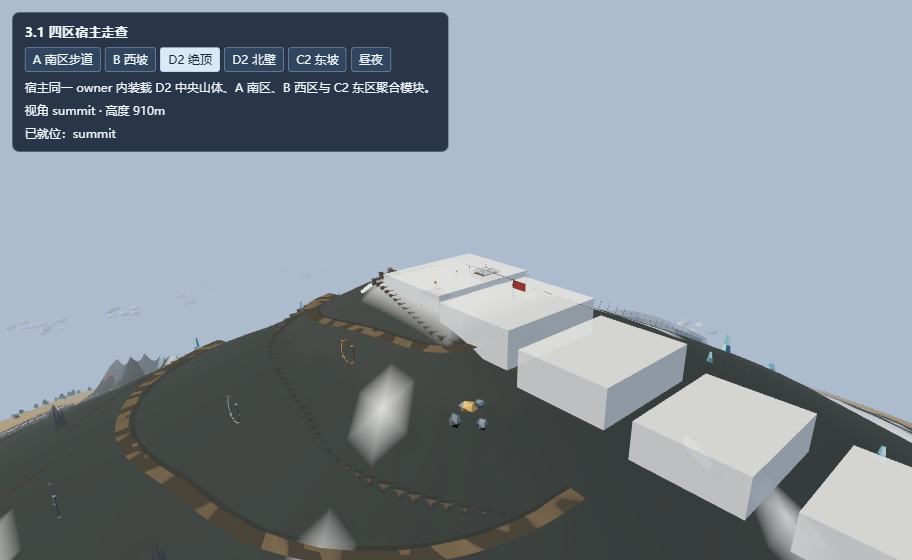 3.1 四区宿主走查
A 南区步道 B 西坡 D2 绝顶 D2 北壁 C2 东坡 昼夜
宿主同一 owner 内装载 D2 中央山体、A 南区、B 西区与 C2 东区聚合模块。
视角 summit · 高度 910m
已就位：summit